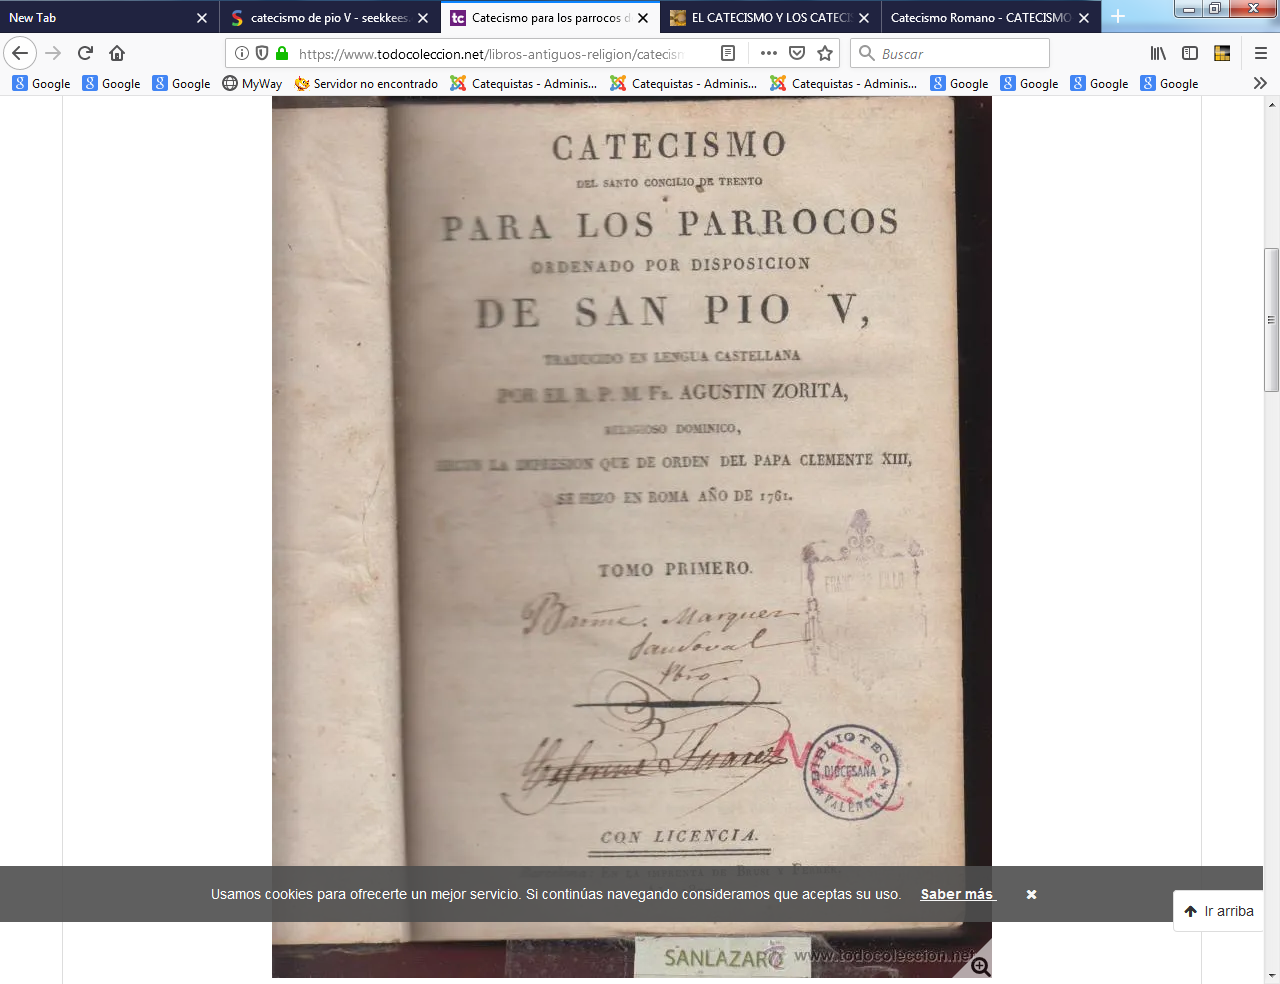 New Tab
catecismo de pio V - seekkees.
Catecismo para los parrocos d
EL CATECISMO Y LOS CATECIS
Catecismo Romano - CATECISMO
https://www.todocoleccion.net/libros-antiguos-religion/catecism
Buscar
Google
Google
Google
MyWay
Servidor no encontrado
Catequistas - Adminis...
Catequistas - Adminis...
Catequistas - Adminis...
Google
Google
Google
Google
CATECISMO
DEL SANTO CONCILIO DE TRENTO
PARA LOS PARROCOS
ORDENADO POR DISPOSICION
DE SAN PIO V,
TRADUCIDO EN LENGUA CASTELLANA
POR EL R. P. M. Fr. AGUSTIN ZORITA,
RELIGIOSO DOMINICO,
SEGUN LA IMPRESION QUE DE ORDEN DEL PAPA CLEMENTE XIII,
SE HIZO EN ROMA AÑO DE 1761.
TOMO PRIMERO.
Marquez
Sandoval
Pbro.
Suarez
BIBLIOTECA
DIOCESANA
VALENCIA
CON LICENCIA.
Usamos cookies para ofrecerte un mejor servicio. Si continúas navegando consideramos que aceptas su uso. Saber más
Ir arriba
SANLAZARO
www.todocoleccion.net